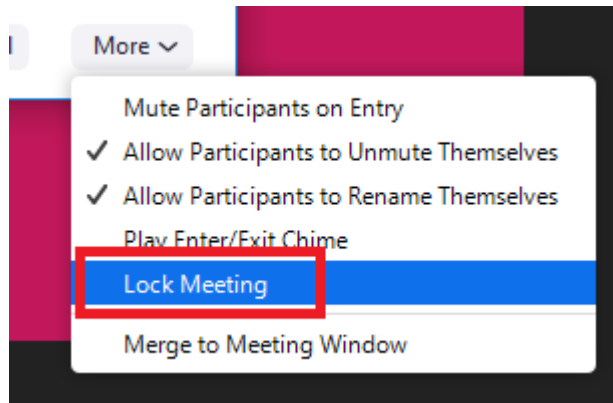 More
Mute Participants on Entry
Allow Participants to Unmute Themselves
Allow Participants to Rename Themselves
Play Enter/Exit Chime
Lock Meeting
Merge to Meeting Window